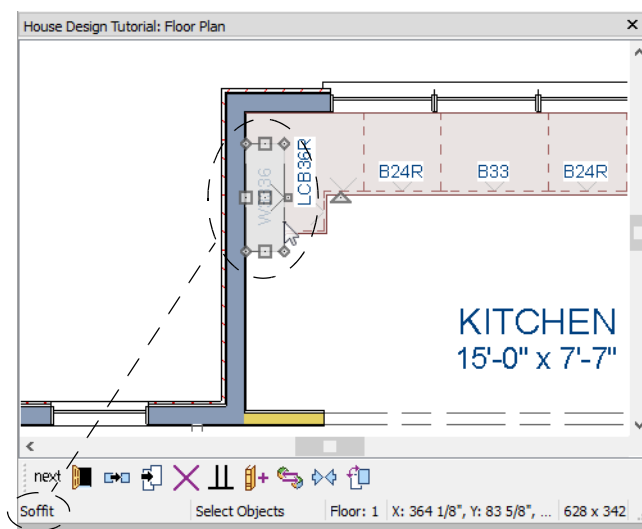 House Design Tutorial: Floor Plan
LCB36R
B24R
B33
B24R
KITCHEN
15'-0" x 7'-7"
next
Soffit
Select Objects
Floor: 1
X: 364 1/8", Y: 83 5/8", ...
628 x 342